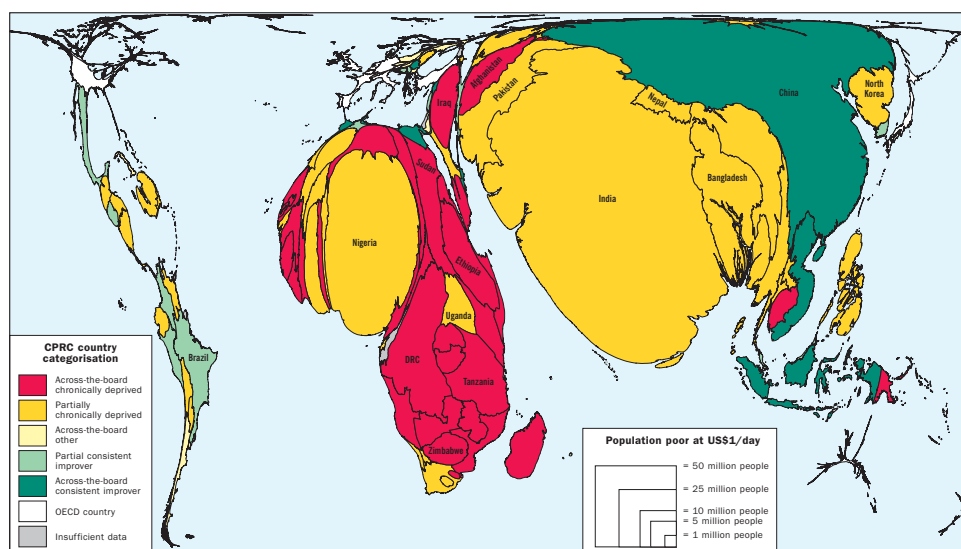 Afghanistan
Pakistan
Iraq
Nepal
China
North
Korea
Sudan
Bangladesh
India
Nigeria
Ethiopia
Uganda
Brazil
DRC
Tanzania
Zimbabwe
CPRC country
categorisation
Across-the-board
chronically deprived
Partially
chronically deprived
Across-the-board
other
Partial consistent
improver
Across-the-board
consistent improver
OECD country
Insufficient data
Population poor at US$1/day
= 50 million people
= 25 million people
= 10 million people
= 5 million people
= 1 million people